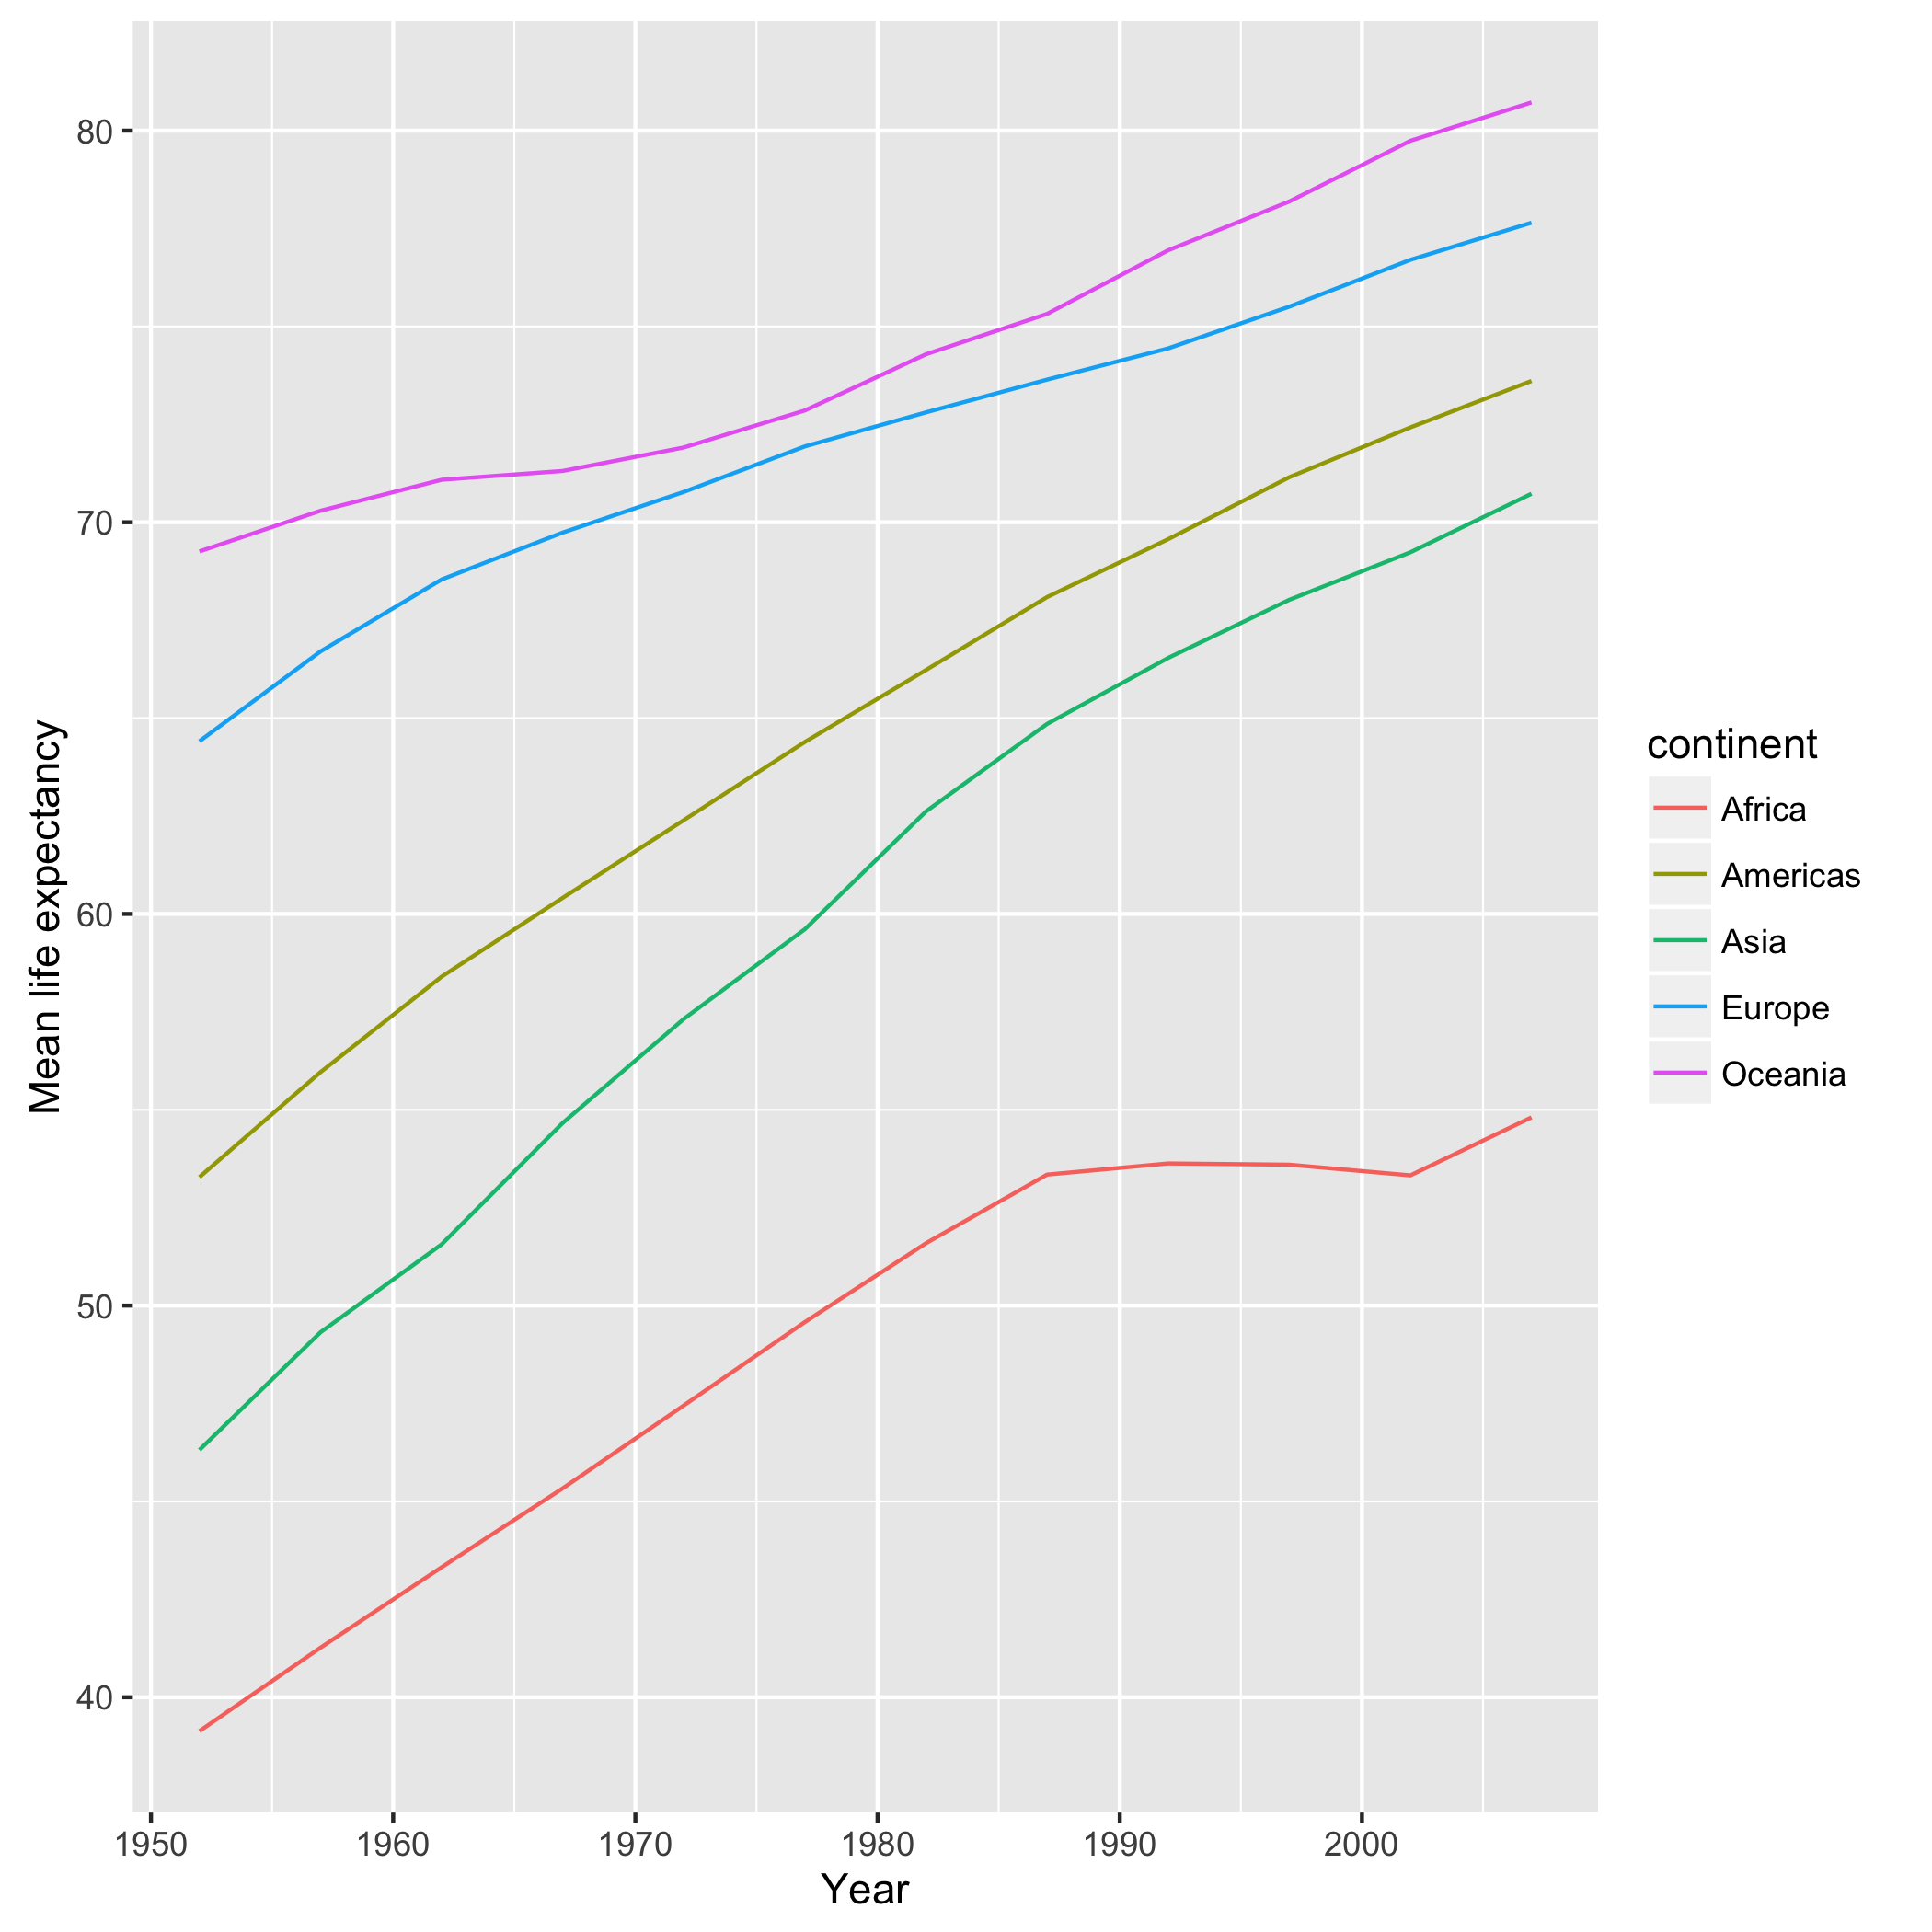 80
70
60
50
40
Mean life expectancy
1950 1960 1970 1980 1990 2000
Year
continent
Africa
Americas
Asia
Europe
Oceania